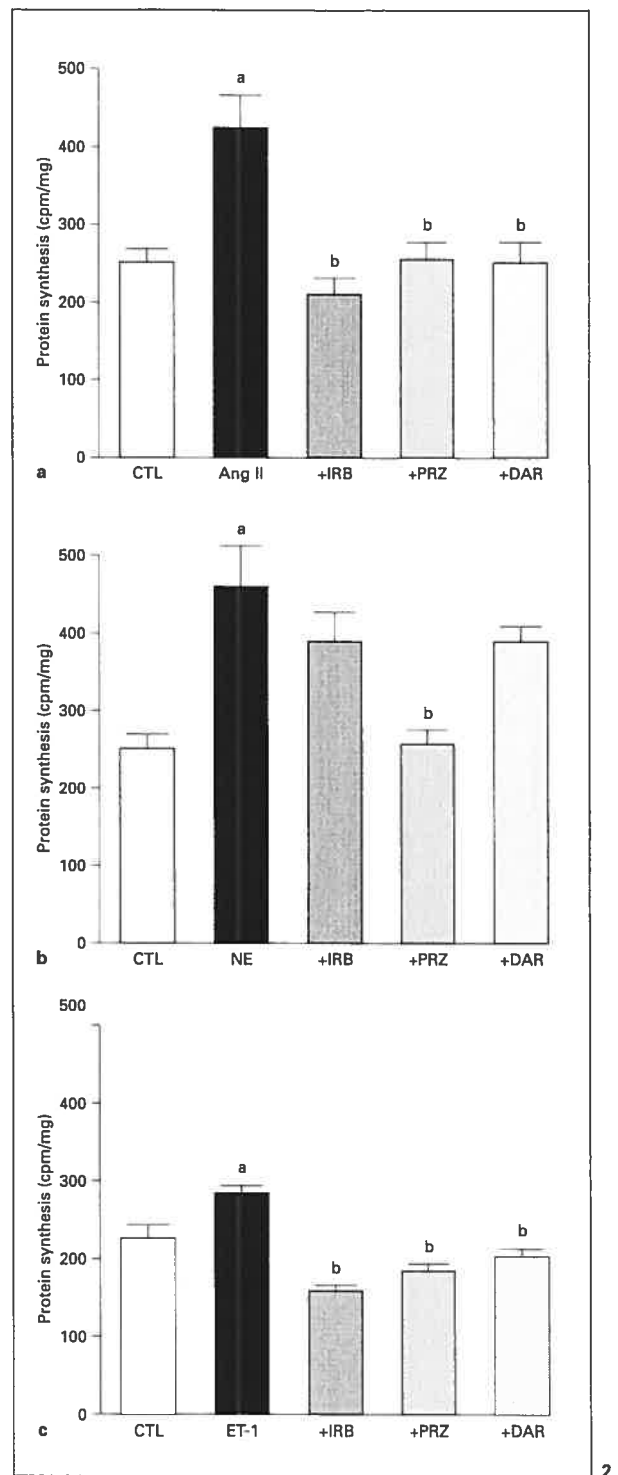 500
a
400
Protein synthesis (cpm/mg)
300
b
b
b
200
100
0
a
CTL
Ang II
+IRB
+PRZ
+DAR
500
a
400
Protein synthesis (cpm/mg)
300
b
200
100
0
b
CTL
NE
+IRB
+PRZ
+DAR
500
400
Protein synthesis (cpm/mg)
300
a
b
b
b
200
100
0
c
CTL
ET-1
+IRB
+PRZ
+DAR
2